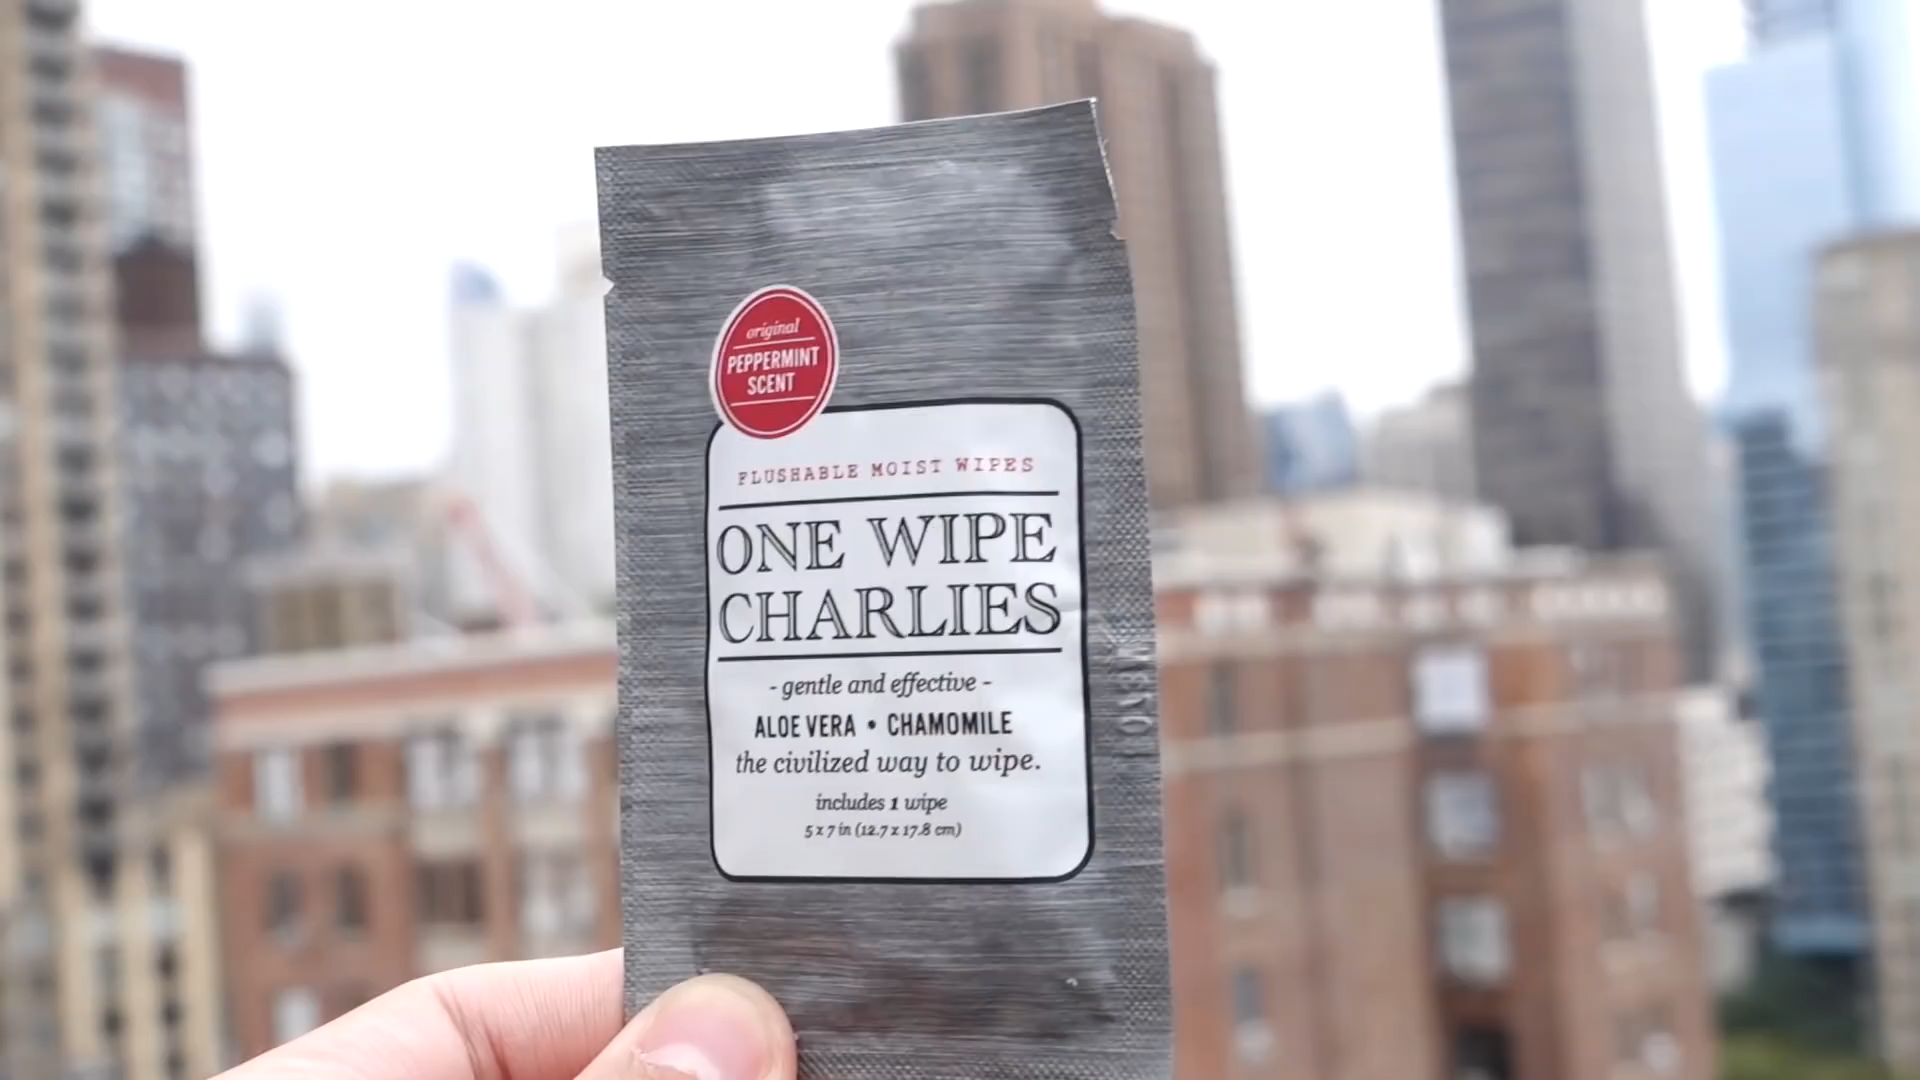 original
PEPPERMINT
SCENT
FLUSHABLE MOIST WIPES
ONE WIPE
CHARLIES
- gentle and effective -
ALOE VERA • CHAMOMILE
the civilized way to wipe.
includes 1 wipe
5 x 7 in (12.7 x 17.8 cm)